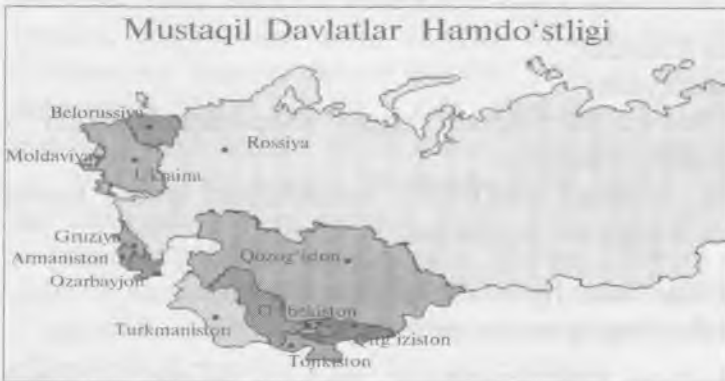 Mustaqil Davlatlar Hamdo‘stligi
Belorussiya
Rossiya
Moldaviya
Ukraina
Gruziya
Armaniston
Qozog‘iston
Ozarbayjon
O‘zbekiston
Turkmaniston
Qirg‘iziston
Tojikiston